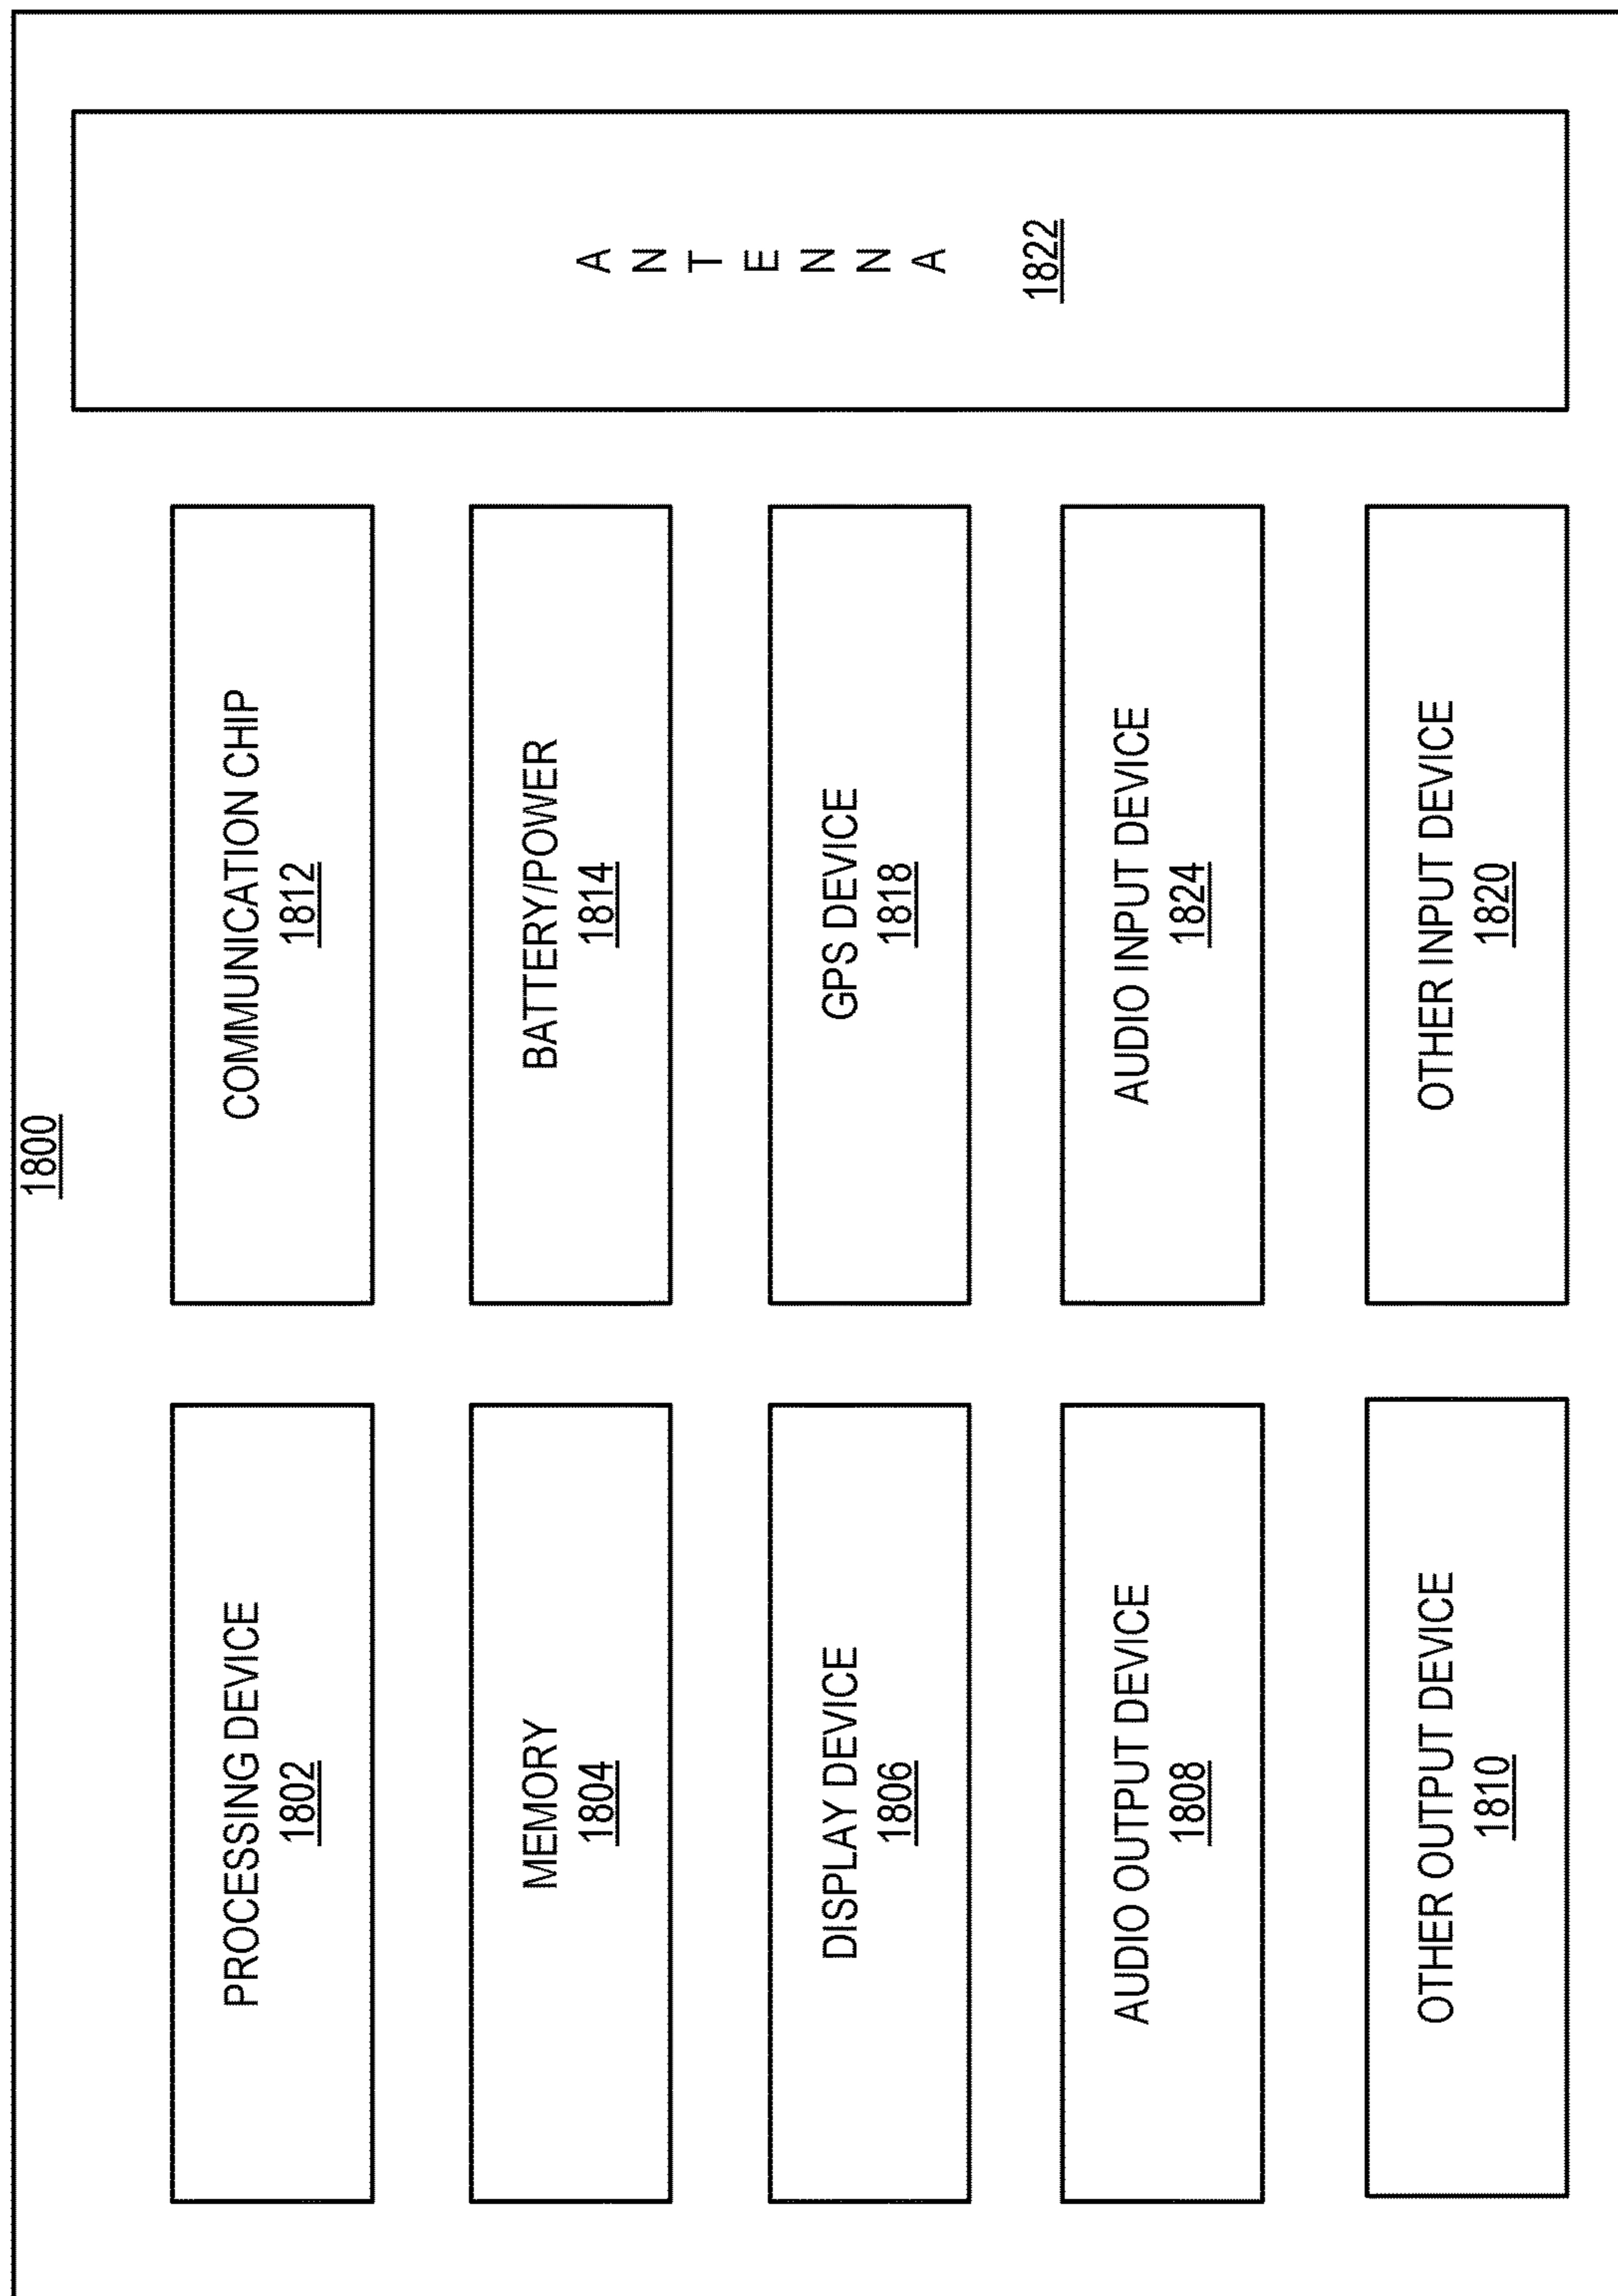 1800
PROCESSING DEVICE
1802
COMMUNICATION CHIP
1812
MEMORY
1804
BATTERY/POWER
1814
DISPLAY DEVICE
1806
GPS DEVICE
1818
AUDIO OUTPUT DEVICE
1808
AUDIO INPUT DEVICE
1824
OTHER OUTPUT DEVICE
1810
OTHER INPUT DEVICE
1820
ANTENNA
1822